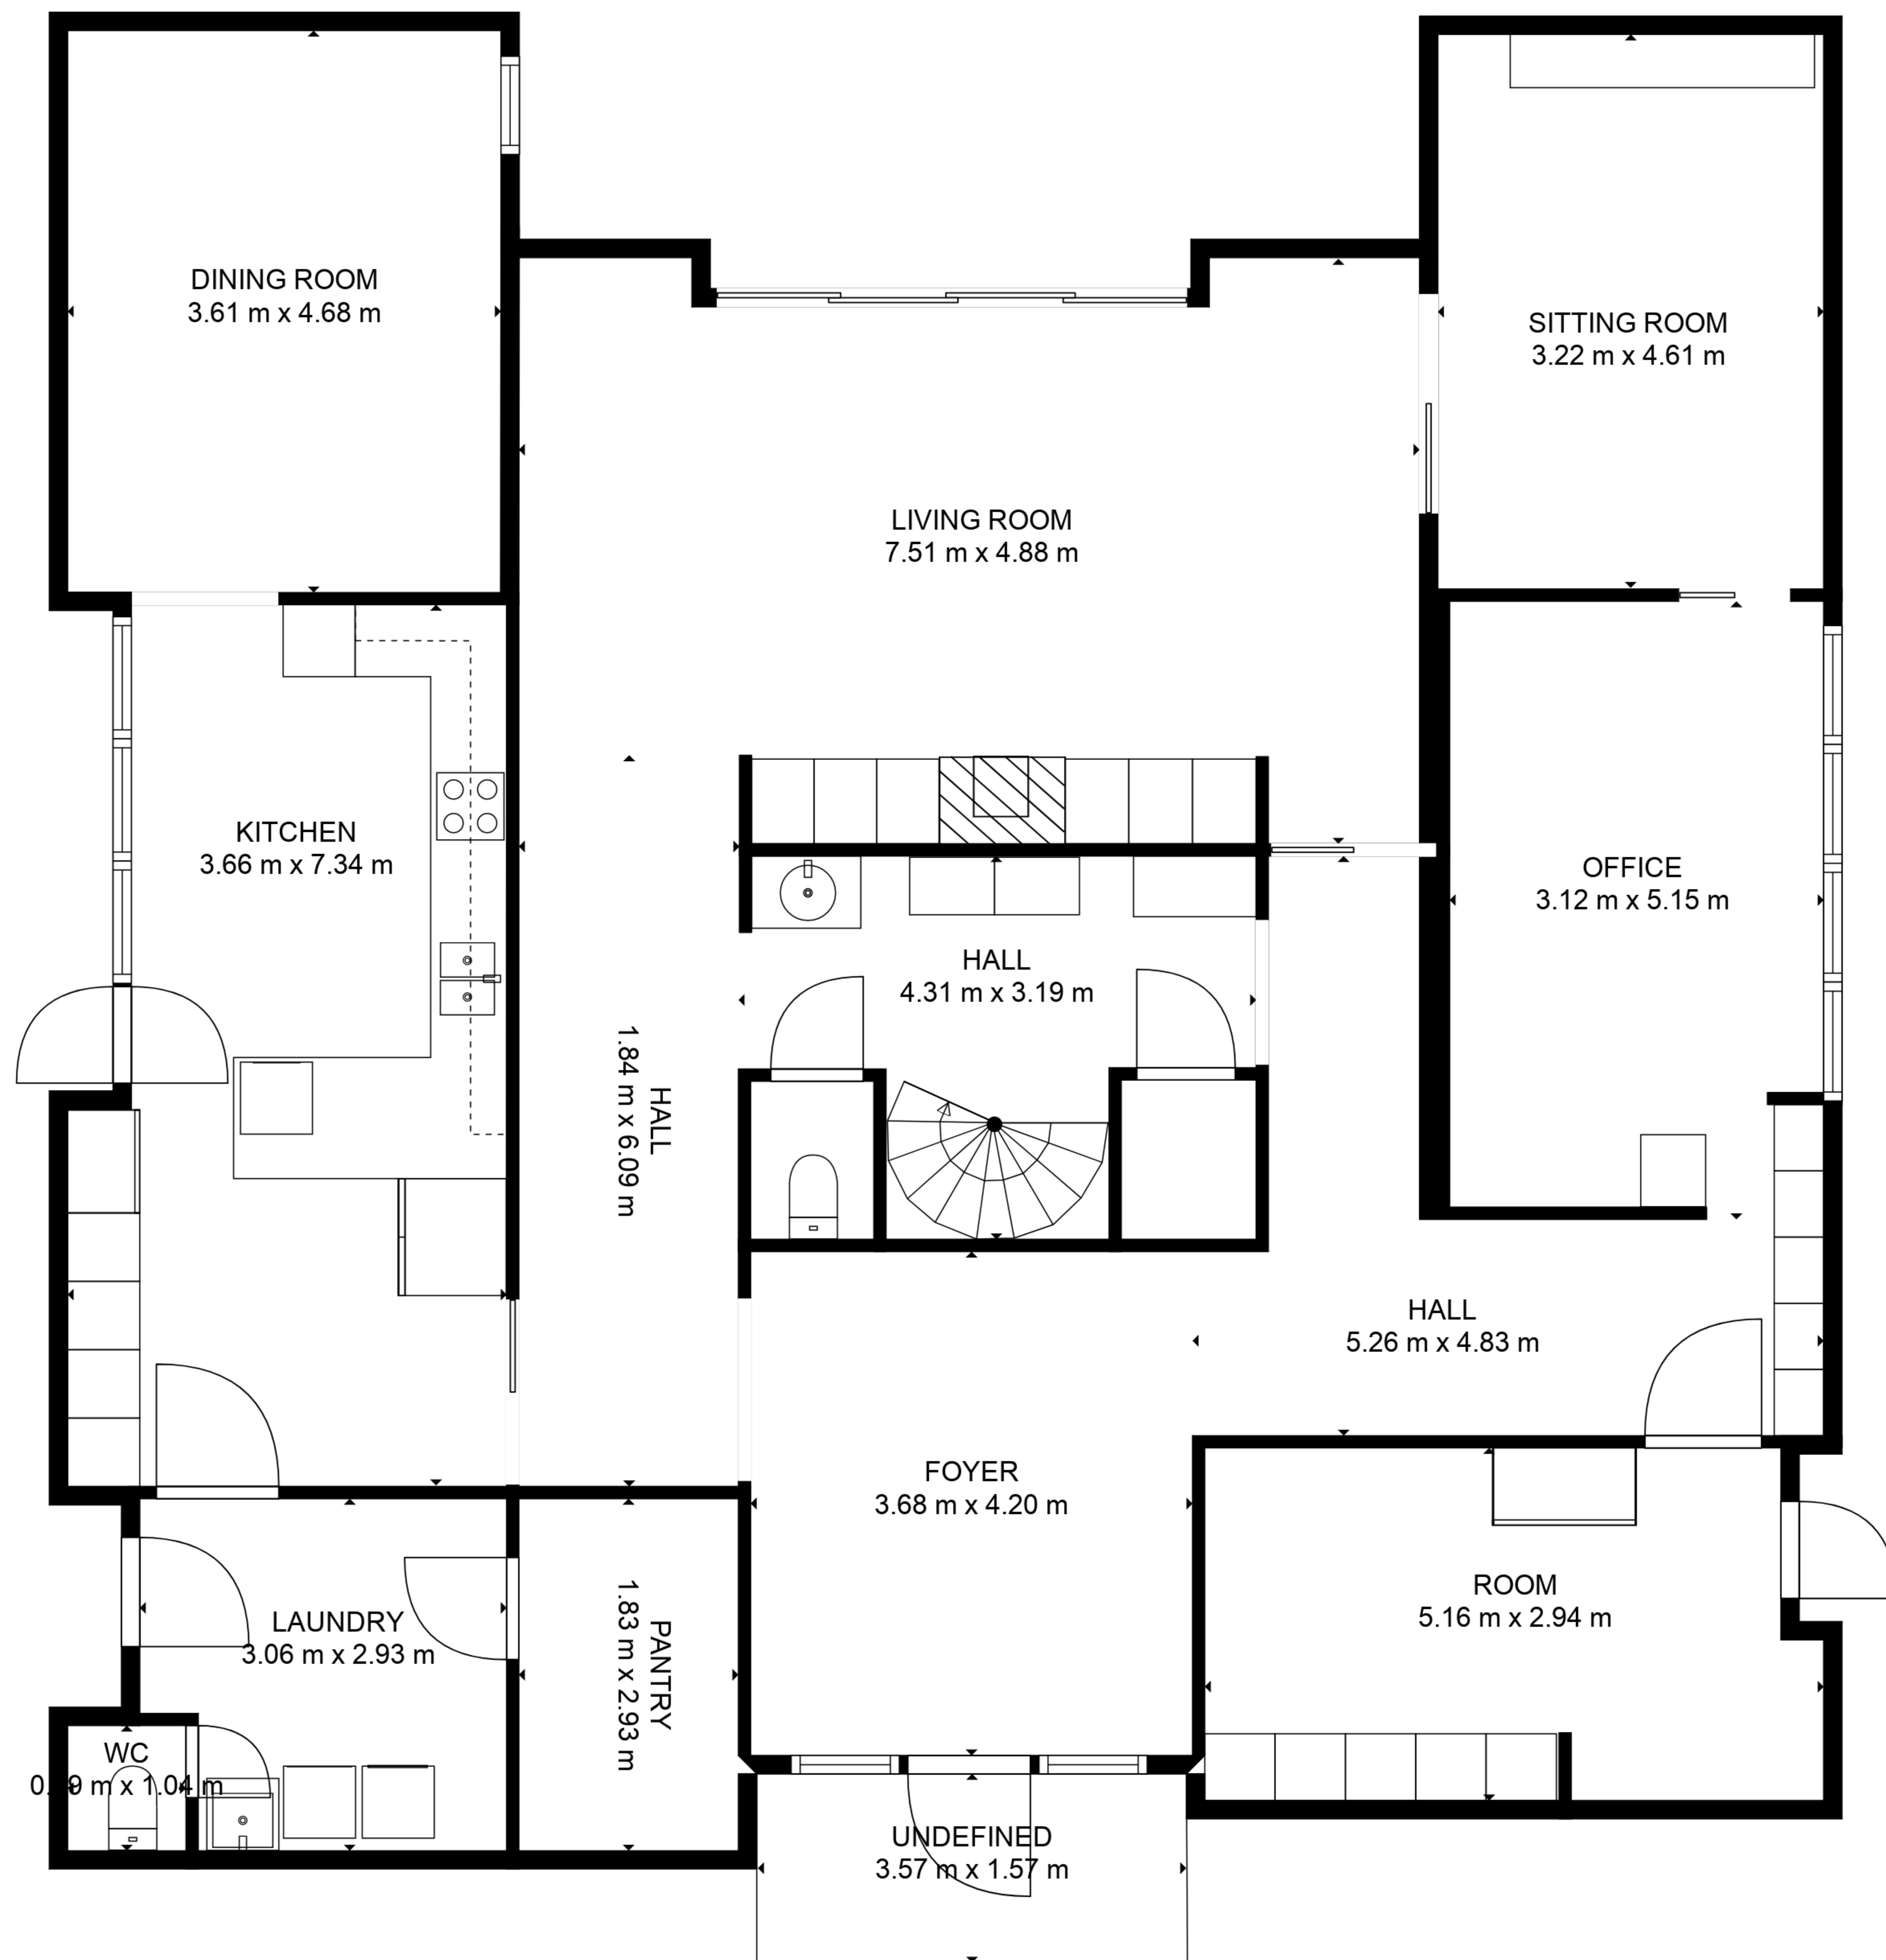 DINING ROOM
3.61 m x 4.68 m
SITTING ROOM
3.22 m x 4.61 m
LIVING ROOM
7.51 m x 4.88 m
KITCHEN
3.66 m x 7.34 m
OFFICE
3.12 m x 5.15 m
HALL
4.31 m x 3.19 m
HALL
1.84 m x 6.09 m
HALL
5.26 m x 4.83 m
FOYER
3.68 m x 4.20 m
ROOM
5.16 m x 2.94 m
LAUNDRY
3.06 m x 2.93 m
PANTRY
1.83 m x 2.93 m
WC
m x 1.04 m
UNDEFINED
3.57 m x 1.57 m